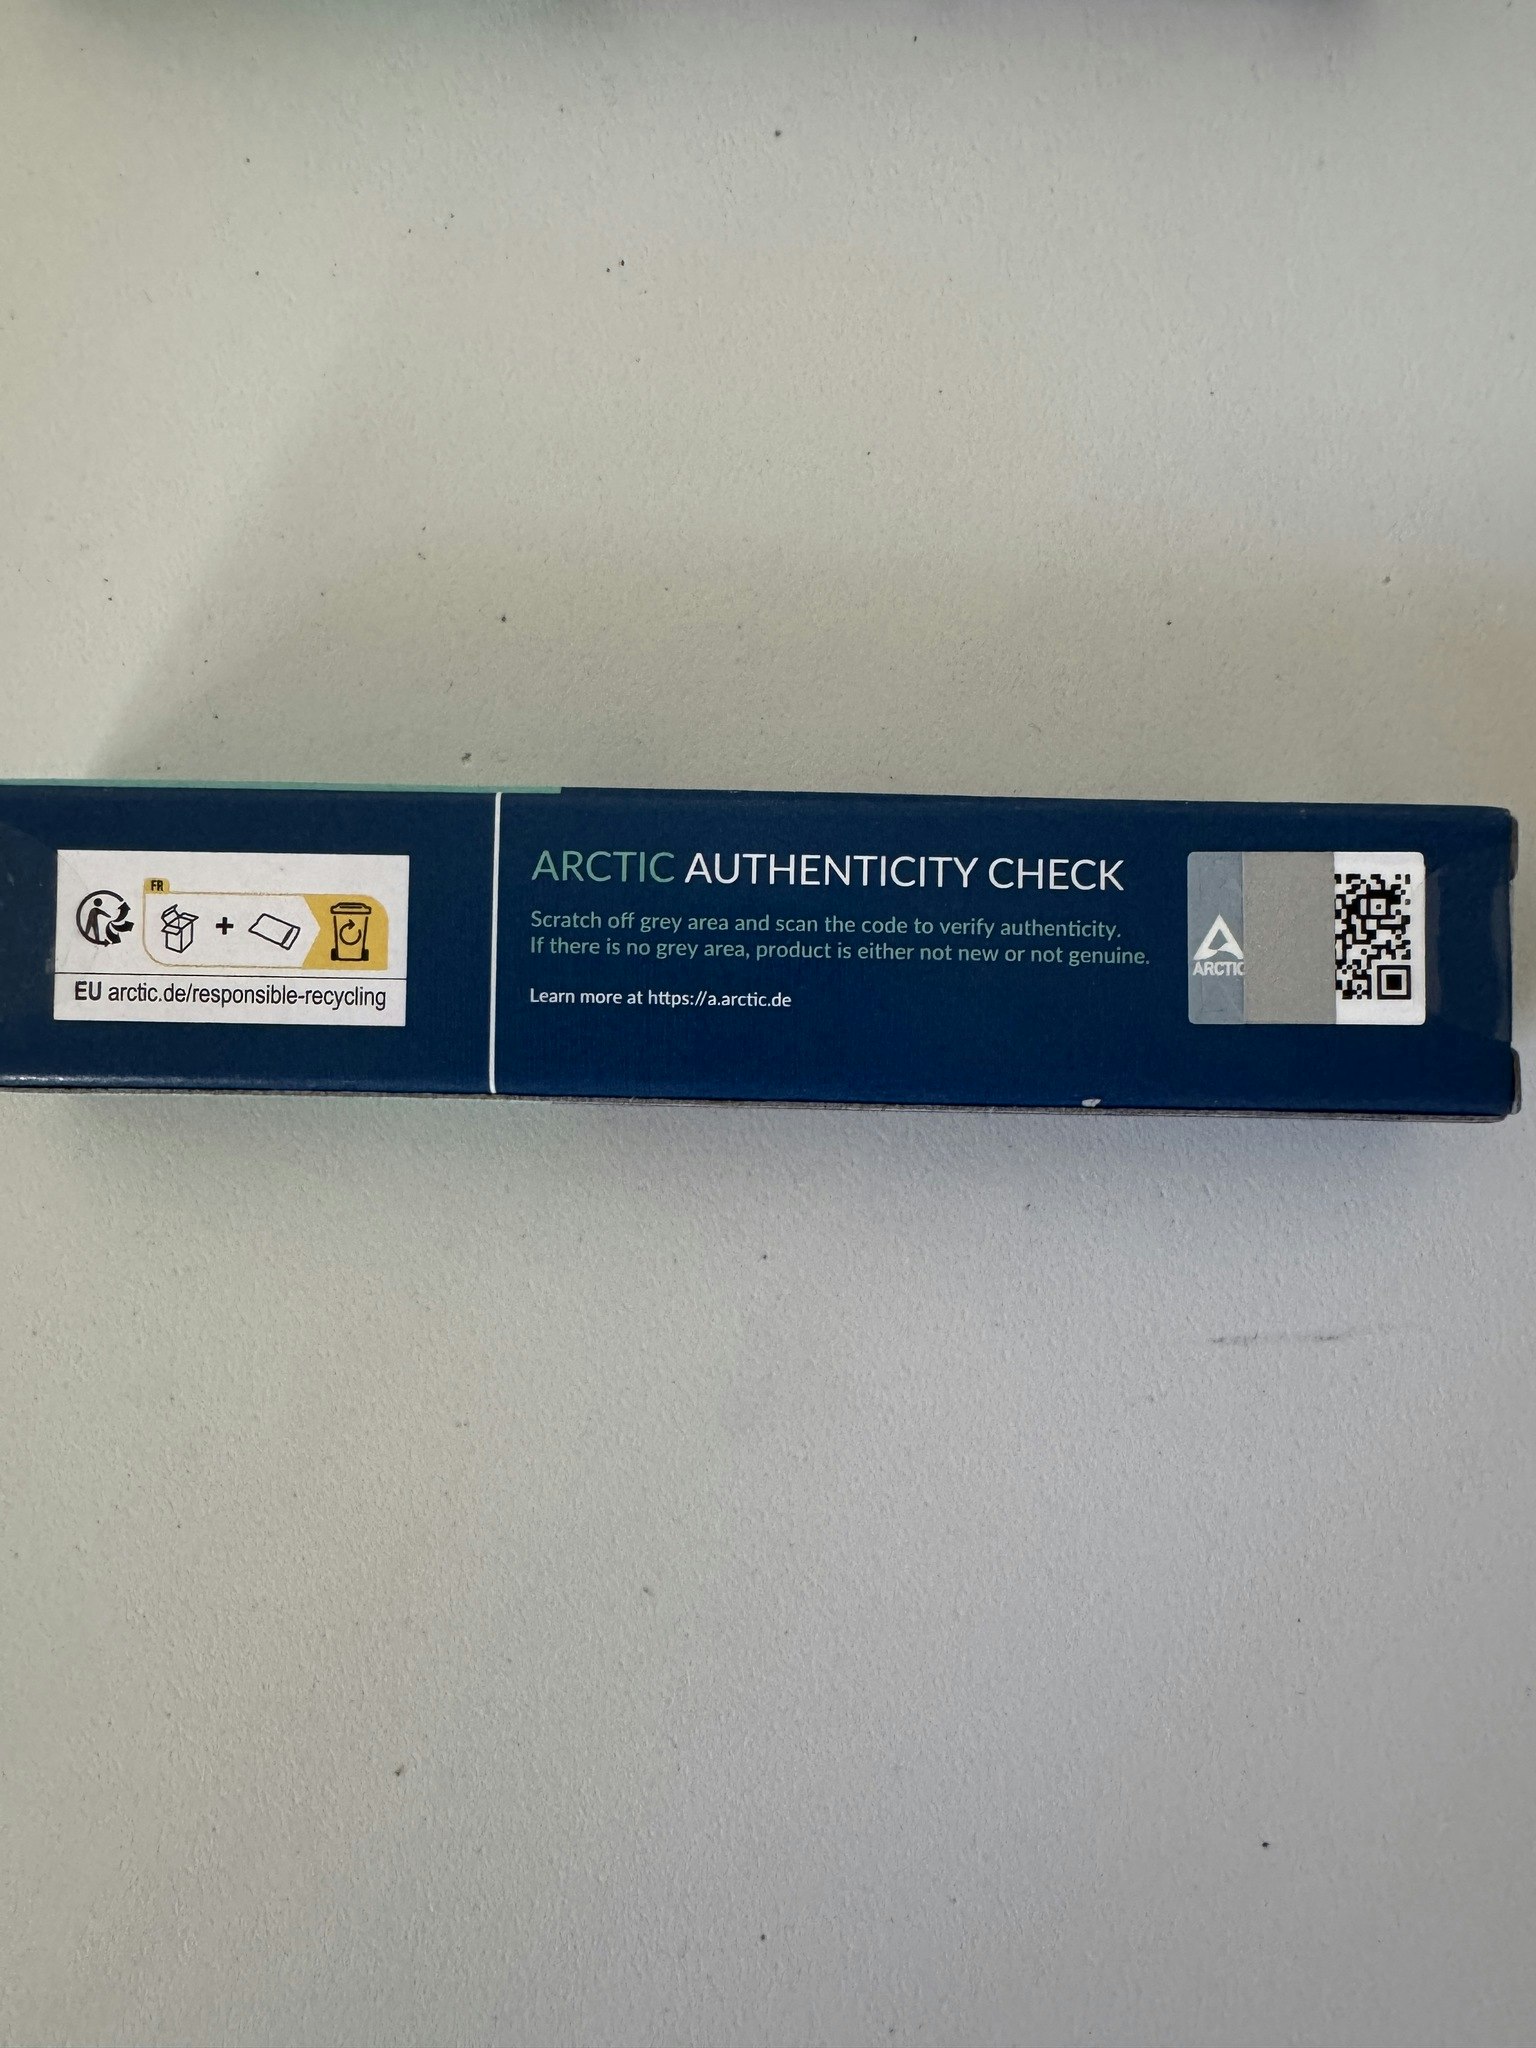 FR
+
EU arctic.de/responsible-recycling
ARCTIC AUTHENTICITY CHECK
Scratch off grey area and scan the code to verify authenticity.
If there is no grey area, product is either not new or not genuine.
Learn more at https://a.arctic.de
ARCTIC